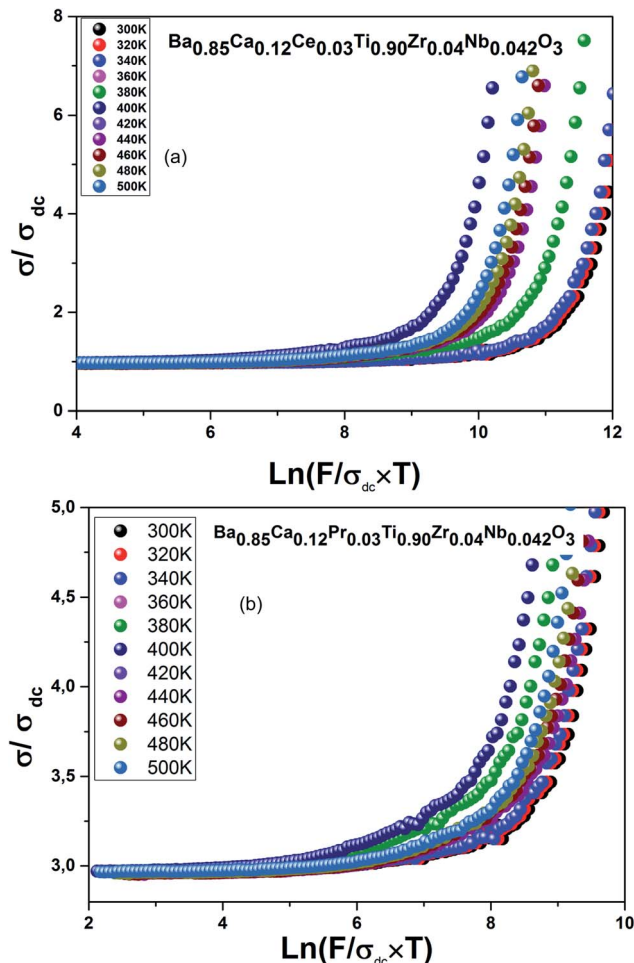 300K
320K
340K
360K
380K
400K
420K
440K
460K
480K
500K
Ba0.85Ca0.12Ce0.03Ti0.90Zr0.04Nb0.042O3
(a)
8
6
4
2
0
σ/ σdc
4
6
8
10
12
Ln(F/σdc×T)
300K
320K
340K
360K
380K
400K
420K
440K
460K
480K
500K
Ba0.85Ca0.12Pr0.03Ti0.90Zr0.04Nb0.042O3
(b)
5,0
4,5
4,0
3,5
3,0
σ/ σdc
2
4
6
7
8
9
10
Ln(F/σdc×T)